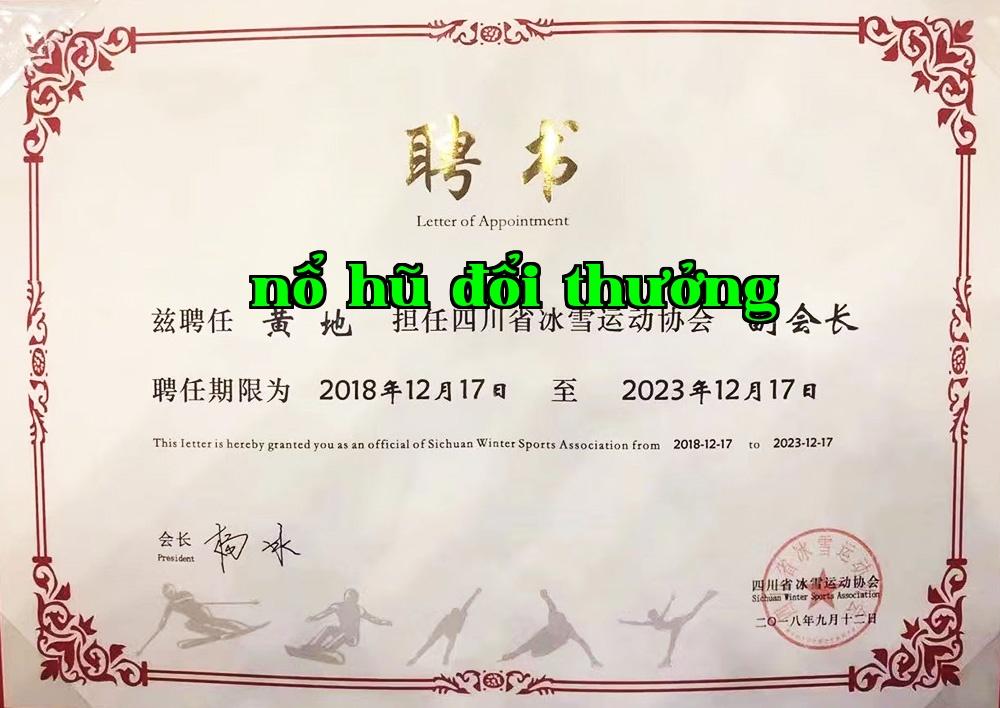 聘书
Letter of Appointment
nổ hũ đổi thưởng
兹聘任 黄地 担任四川省冰雪运动协会 副会长
聘任期限为 2018年12月17日 至 2023年12月17日
This letter is hereby granted you as an official of Sichuan Winter Sports Association from 2018-12-17 to 2023-12-17
会长 杨冰
President
四川省冰雪运动协会
Sichuan Winter Sports Association
二〇一八年九月十二日